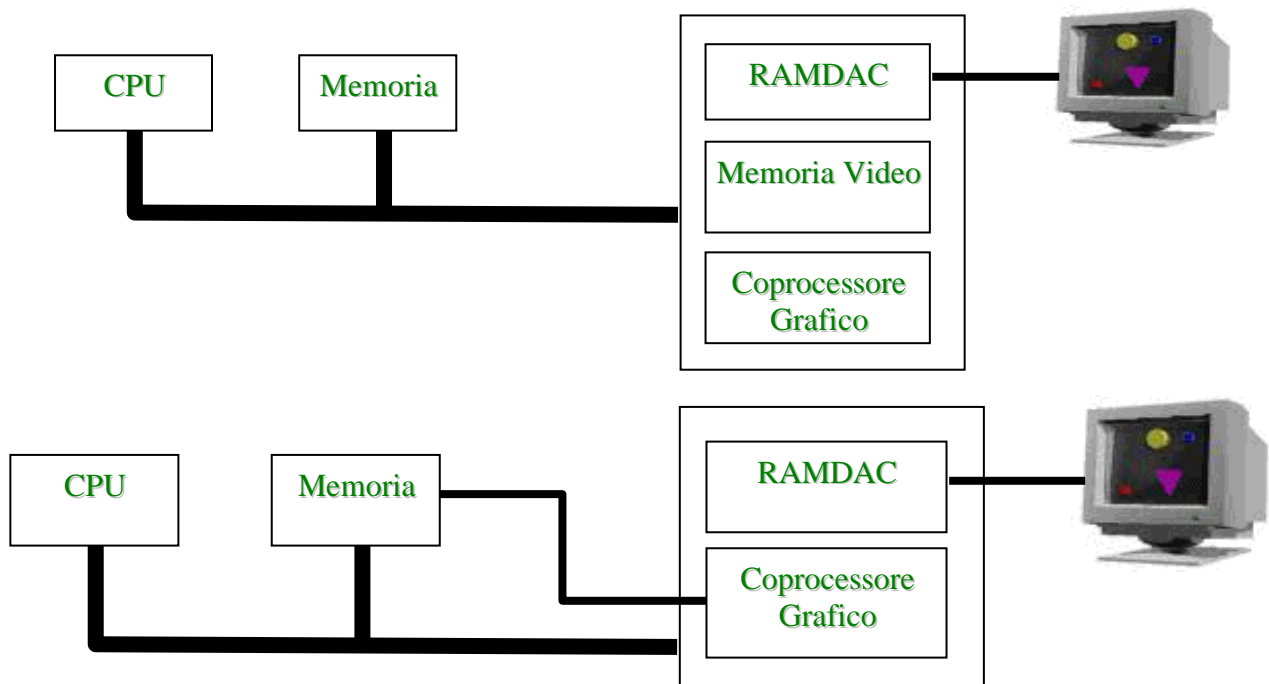 CPU
Memoria
RAMDAC
Memoria Video
Coprocessore
Grafico
CPU
Memoria
RAMDAC
Coprocessore
Grafico